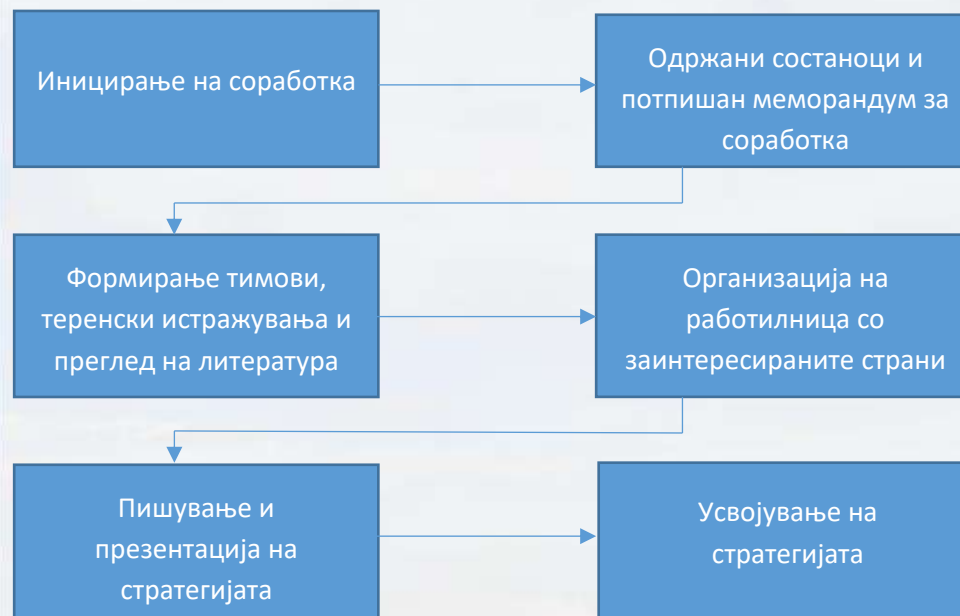 Иницирање на соработка
Одржани состаноци и
потпишан меморандум за
соработка
Формирање тимови,
теренски истражувања и
преглед на литература
Организација на
работилница со
заинтересираните страни
Пишување и
презентација на
стратегијата
Усвојување на
стратегијата